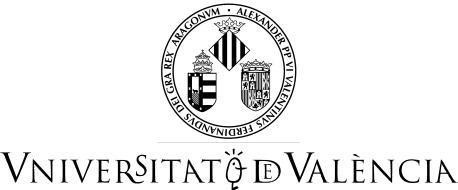 ALEXANDER PP VI VALENTINVS FERDINANDVS DEI GRA REX ARAGONVM
VNIVERSITAT DE VALÈNCIA